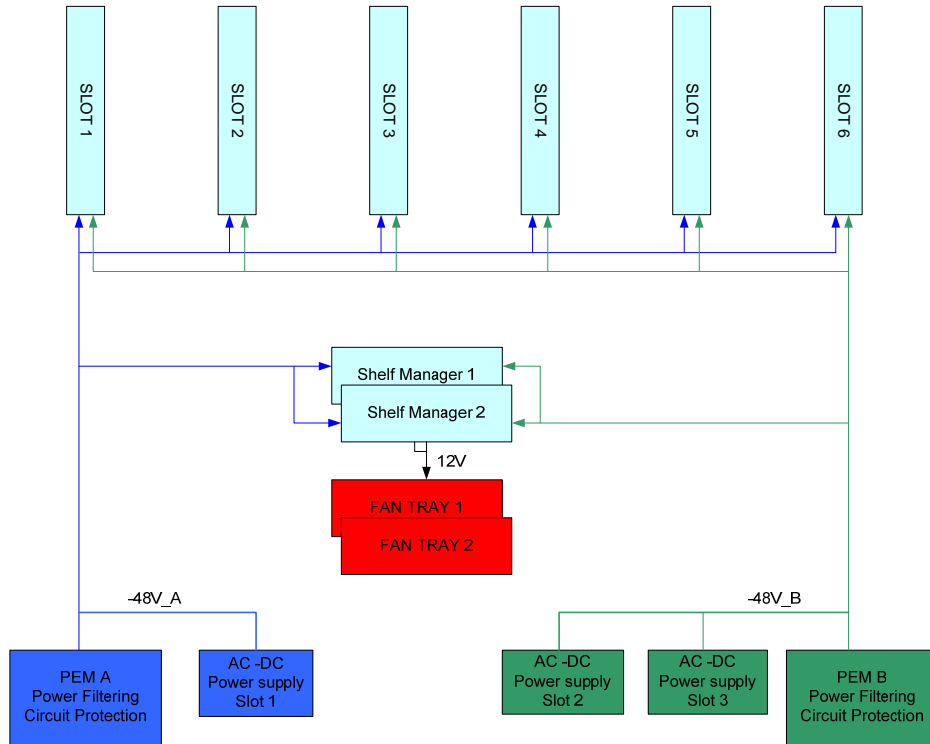 SLOT 1
SLOT 2
SLOT 3
SLOT 4
SLOT 5
SLOT 6
Shelf Manager 1
Shelf Manager 2
12V
FAN TRAY 1
FAN TRAY 2
-48V_A
-48V_B
PEM A
Power Filtering
Circuit Protection
AC -DC
Power supply
Slot 1
AC -DC
Power supply
Slot 2
AC -DC
Power supply
Slot 3
PEM B
Power Filtering
Circuit Protection